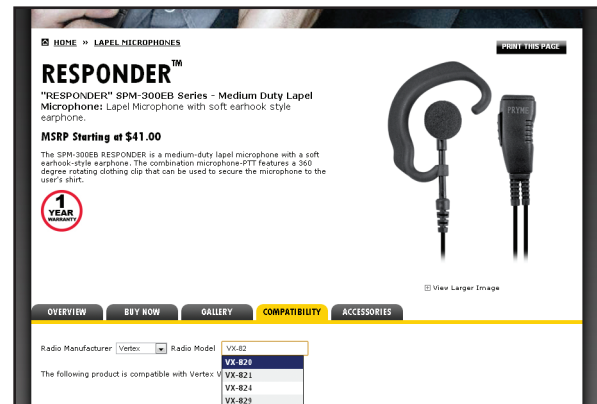 HOME » LAPEL MICROPHONES
PRINT THIS PAGE
RESPONDER™
"RESPONDER" SPM-300EB Series - Medium Duty Lapel
Microphone: Lapel Microphone with soft earhook style
earphone.
MSRP Starting at $41.00
The SPM-300EB RESPONDER is a medium-duty lapel microphone with a soft
earhook-style earphone. The combination microphone-PTT features a 360
degree rotating clothing clip that can be used to secure the microphone to the
user's shirt.
1
YEAR
WARRANTY
PRYME
View Larger Image
OVERVIEW BUY NOW GALLERY COMPATIBILITY ACCESSORIES
Radio Manufacturer Vertex Radio Model VX-82
VX-820
The following product is compatible with Vertex V
VX-821
VX-824
VX-829